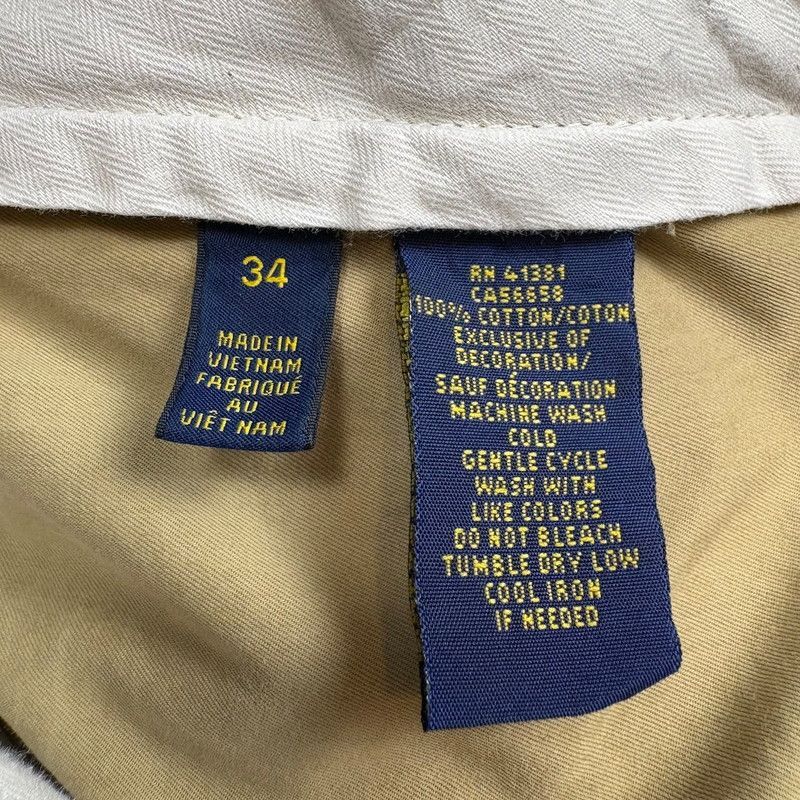 34
MADE IN
VIETNAM
FABRIQUÉ
AU
VIÊT NAM
RN 41381
CA56658
100% COTTON/COTON
EXCLUSIVE OF
DECORATION/
SAUF DÉCORATION
MACHINE WASH
COLD
GENTLE CYCLE
WASH WITH
LIKE COLORS
DO NOT BLEACH
TUMBLE DRY LOW
COOL IRON
IF NEEDED